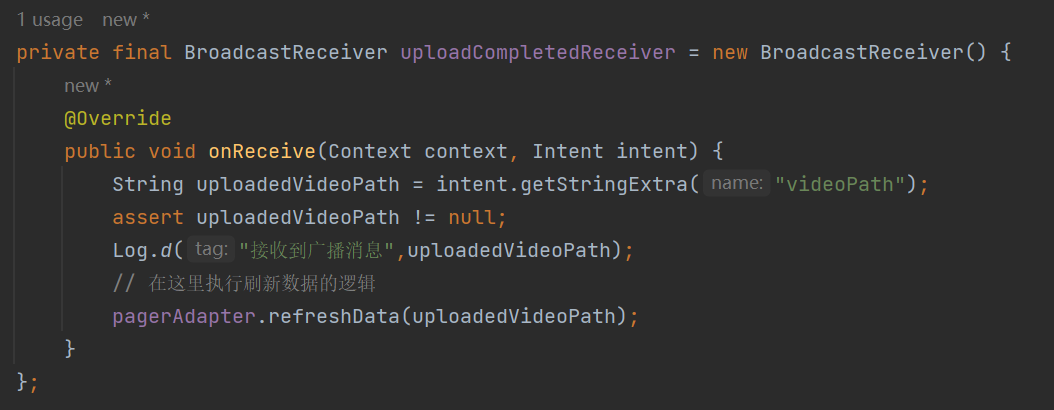 1 usage new *
private final BroadcastReceiver uploadCompletedReceiver = new BroadcastReceiver() {
new *
@Override
public void onReceive(Context context, Intent intent) {
String uploadedVideoPath = intent.getStringExtra( name: "videoPath");
assert uploadedVideoPath != null;
Log.d( tag: "接收到广播消息",uploadedVideoPath);
// 在这里执行刷新数据的逻辑
pagerAdapter.refreshData(uploadedVideoPath);
}
};